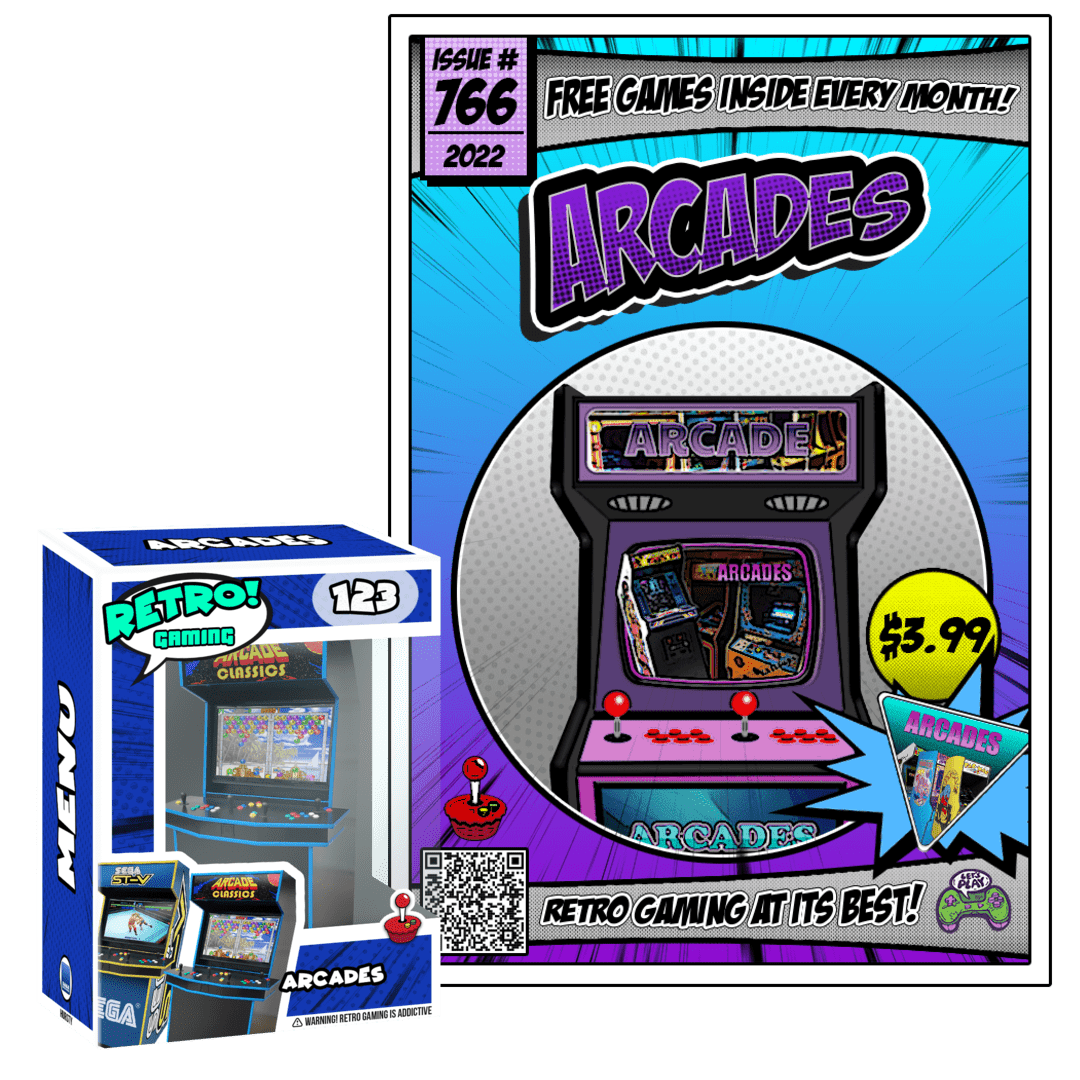 ISSUE #
766
2022
FREE GAMES INSIDE EVERY MONTH!
ARCADES
ARCADE
ARCADES
$3.99
ARCADES
ARCADES
RETRO GAMING AT ITS BEST!
LET'S
PLAY
ARCADES
RETRO!
GAMING
123
ARCADE
CLASSICS
MENU
SEGA
ST-V
ARCADE
CLASSICS
SEGA
ARCADES
⚠ WARNING! RETRO GAMING IS ADDICTIVE